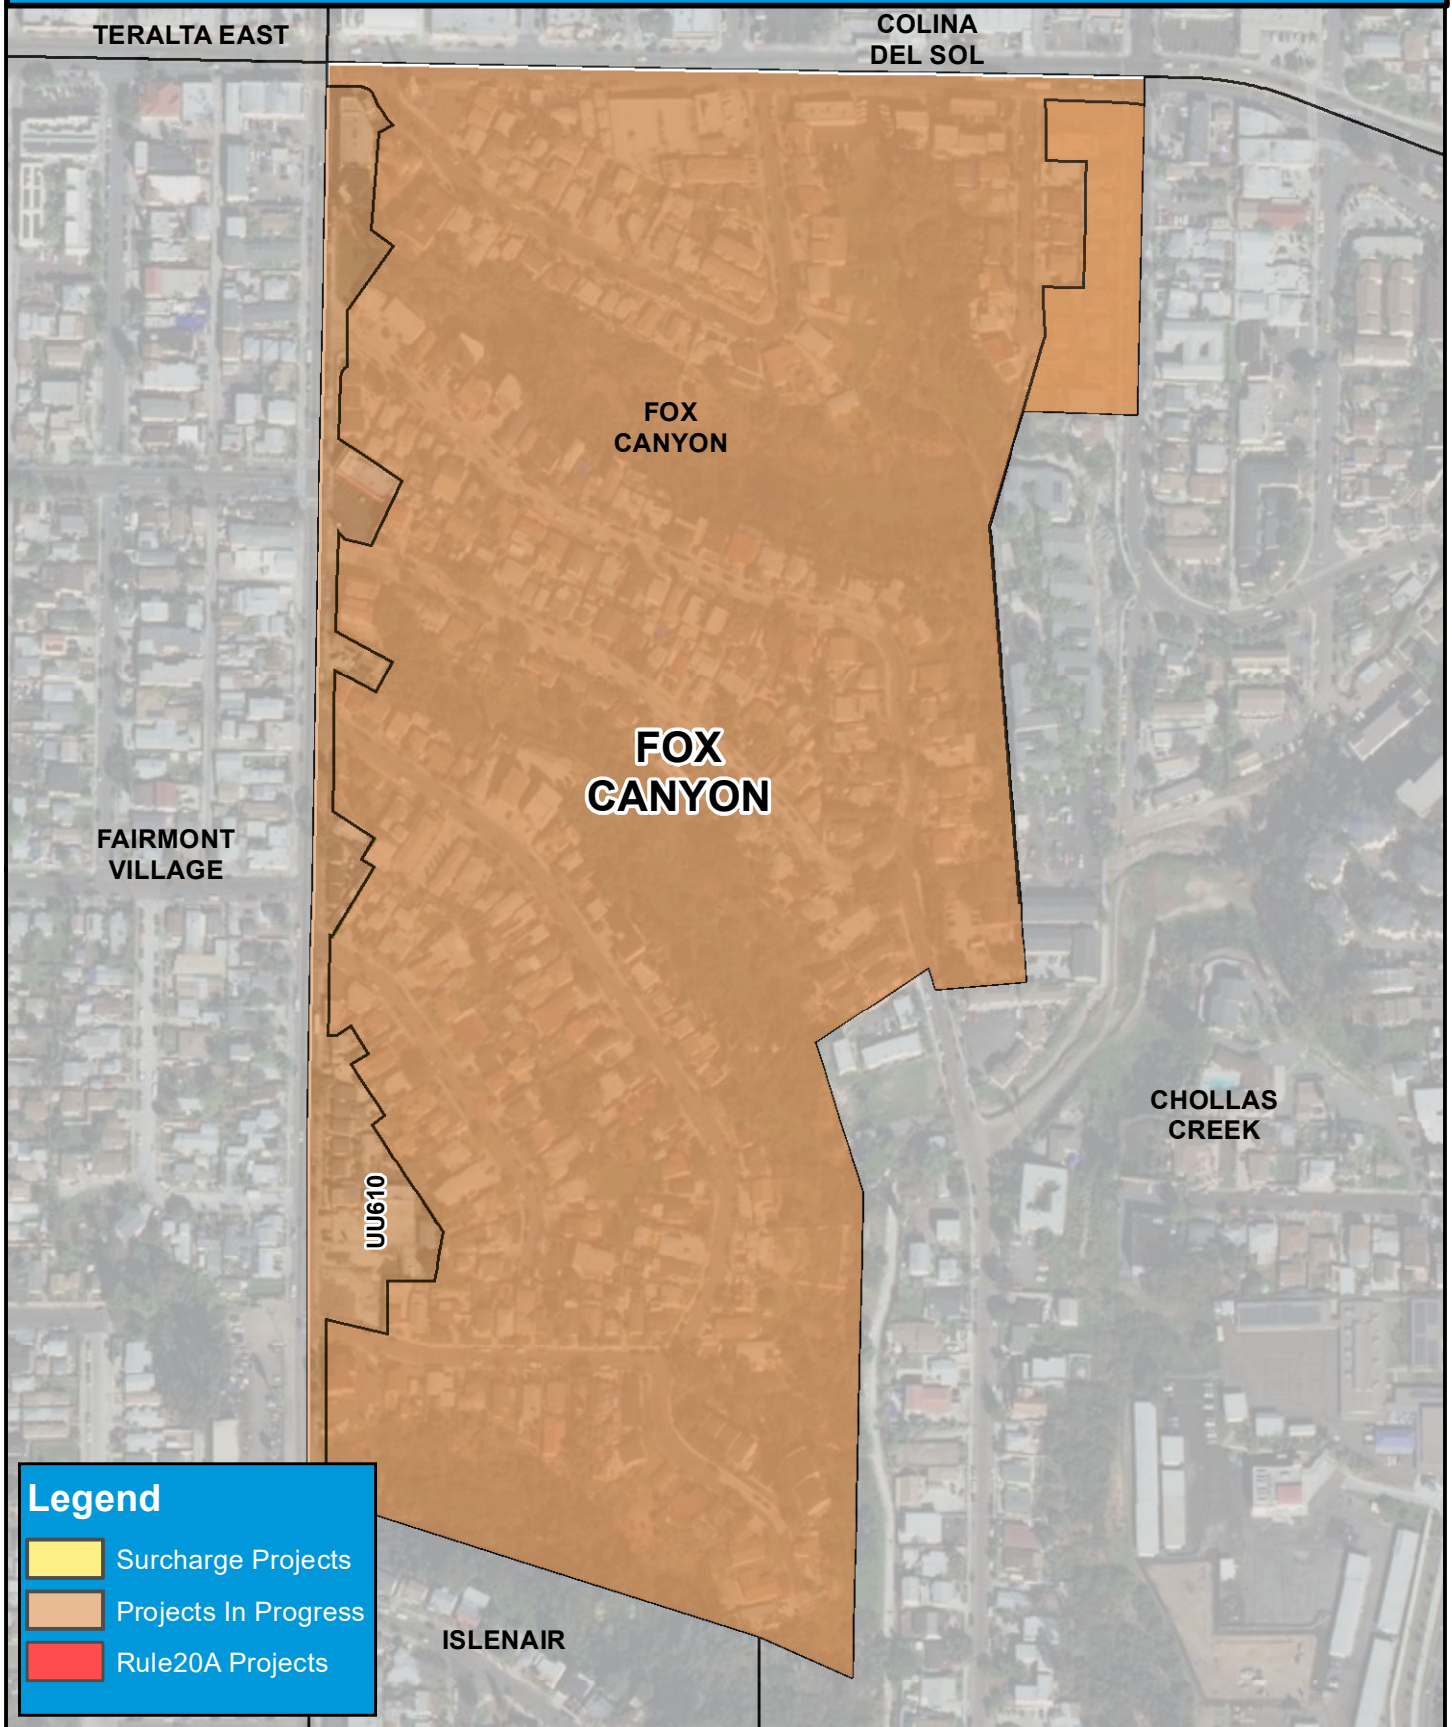 TERALTA EAST
COLINA
DEL SOL
FOX
CANYON
FOX
CANYON
FAIRMONT
VILLAGE
CHOLLAS
CREEK
UU610
ISLENAIR
Legend
Surcharge Projects
Projects In Progress
Rule20A Projects